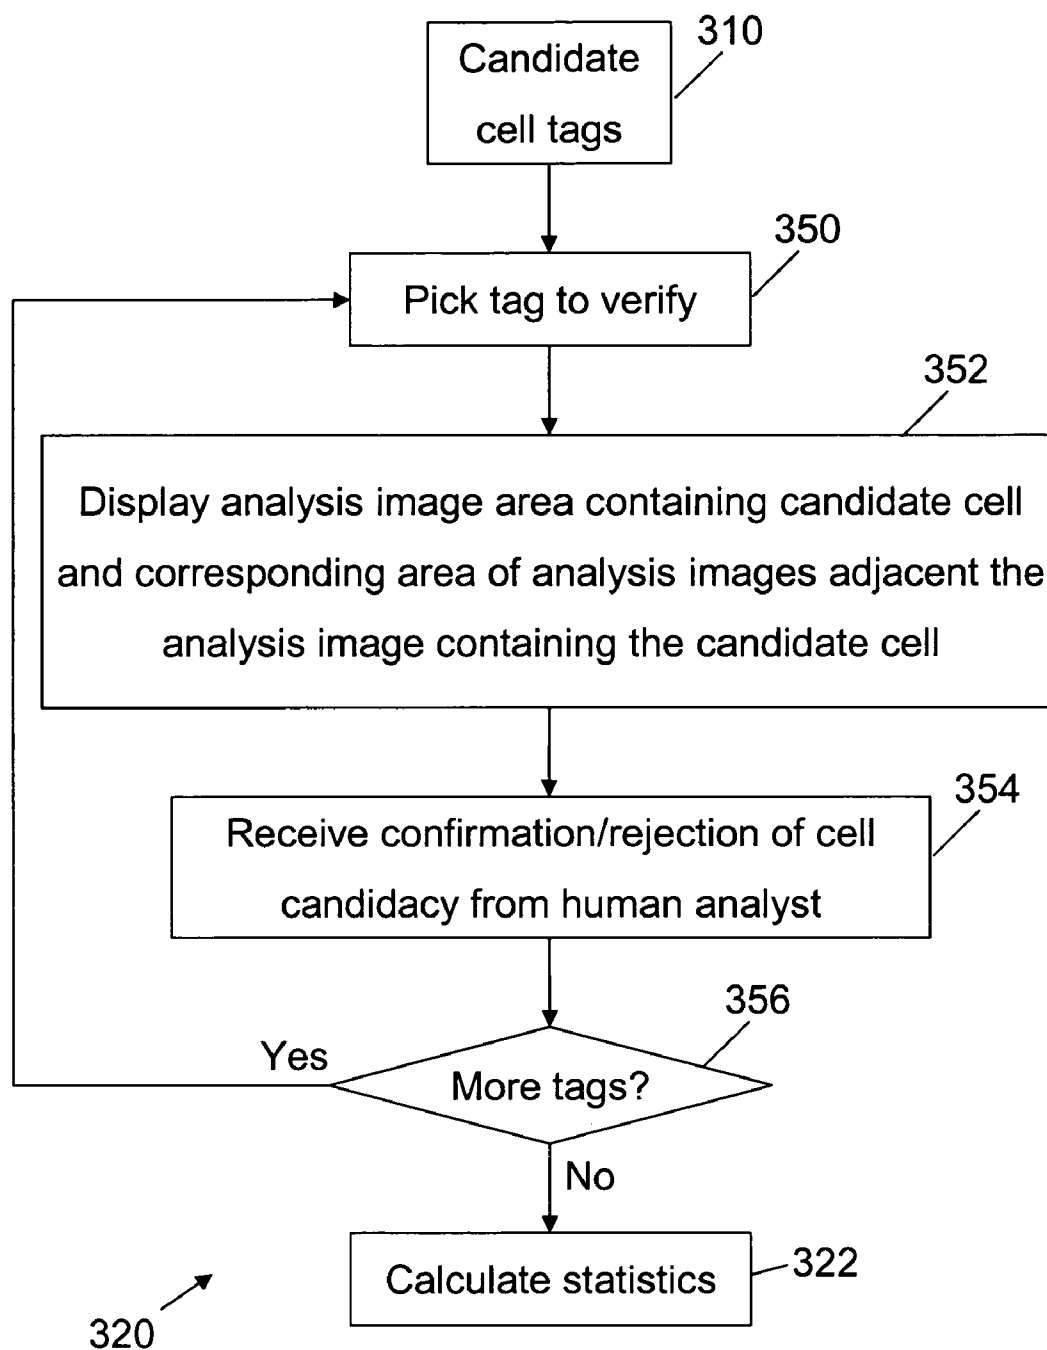 310
Candidate
cell tags
350
Pick tag to verify
352
Display analysis image area containing candidate cell
and corresponding area of analysis images adjacent the
analysis image containing the candidate cell
354
Receive confirmation/rejection of cell
candidacy from human analyst
356
Yes
More tags?
No
Calculate statistics
322
320